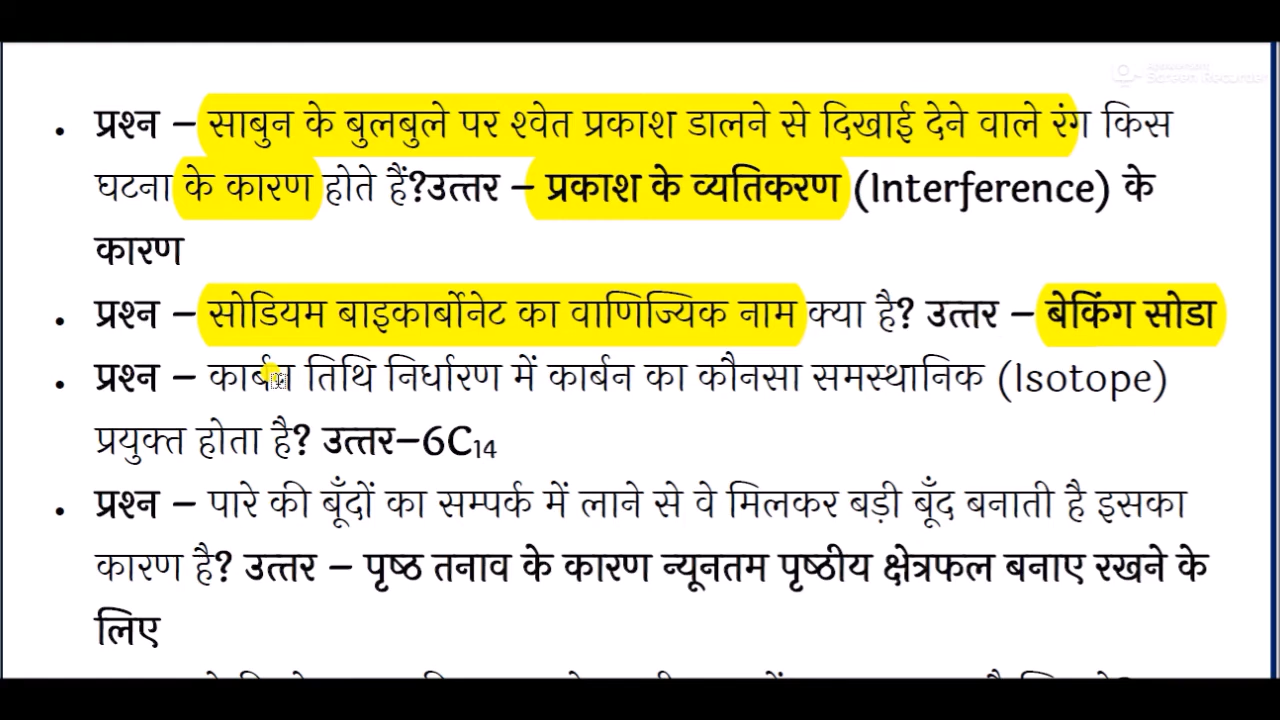 Screen Recorder
• प्रश्न – साबुन के बुलबुले पर श्वेत प्रकाश डालने से दिखाई देने वाले रंग किस
घटना के कारण होते हैं?उत्तर – प्रकाश के व्यतिकरण (Interference) के
कारण
• प्रश्न – सोडियम बाइकार्बोनेट का वाणिज्यिक नाम क्या है? उत्तर – बेकिंग सोडा
• प्रश्न – कार्बन तिथि निर्धारण में कार्बन का कौनसा समस्थानिक (Isotope)
प्रयुक्त होता है? उत्तर–6C₁₄
• प्रश्न – पारे की बूँदों का सम्पर्क में लाने से वे मिलकर बड़ी बूँद बनाती है इसका
कारण है? उत्तर – पृष्ठ तनाव के कारण न्यूनतम पृष्ठीय क्षेत्रफल बनाए रखने के
लिए